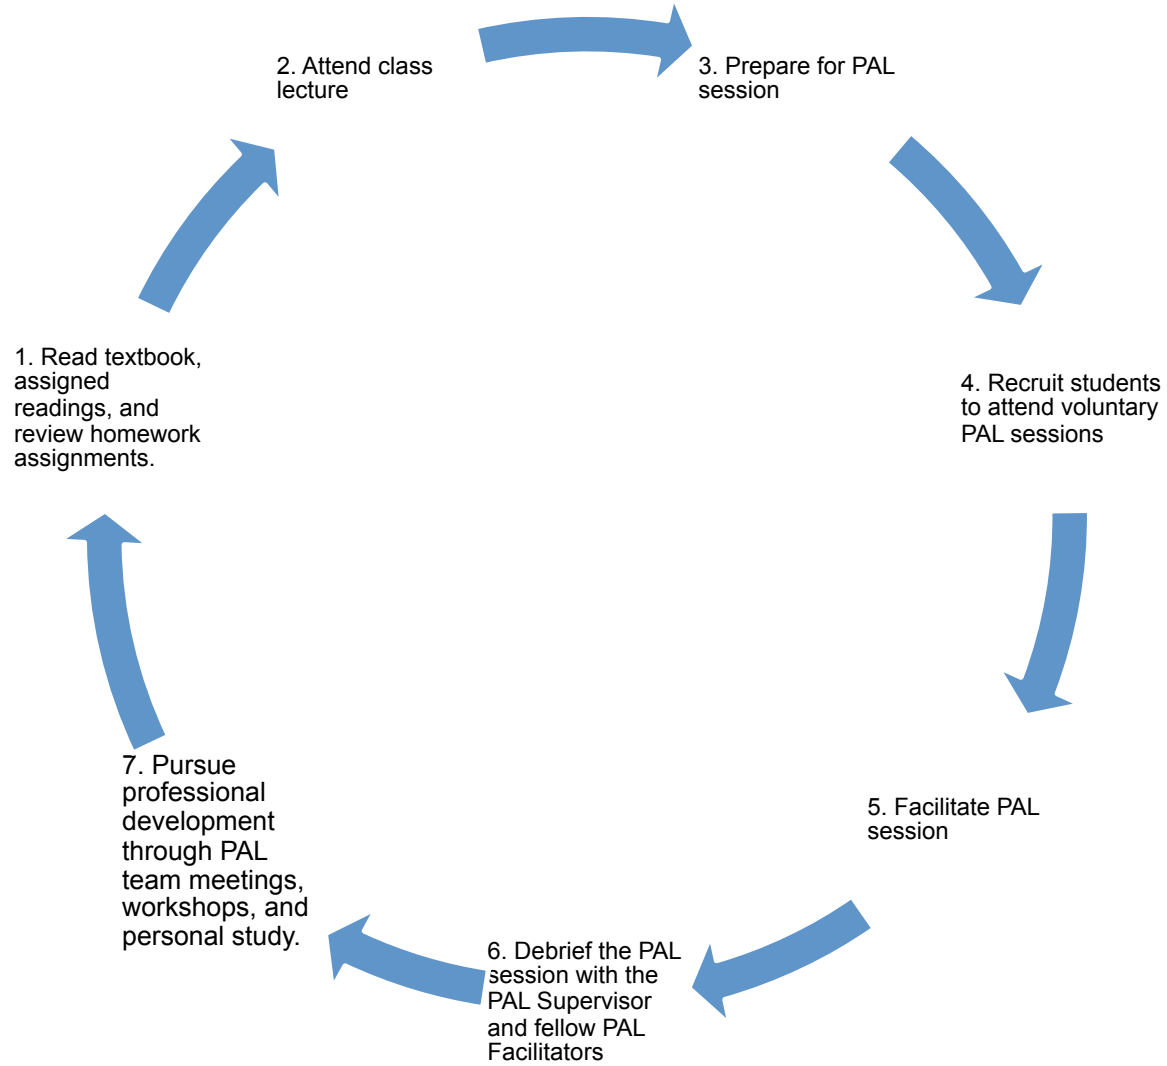 1. Read textbook,
assigned
readings, and
review homework
assignments.
2. Attend class
lecture
3. Prepare for PAL
session
4. Recruit students
to attend voluntary
PAL sessions
5. Facilitate PAL
session
6. Debrief the PAL
session with the
PAL Supervisor
and fellow PAL
Facilitators
7. Pursue
professional
development
through PAL
team meetings,
workshops, and
personal study.